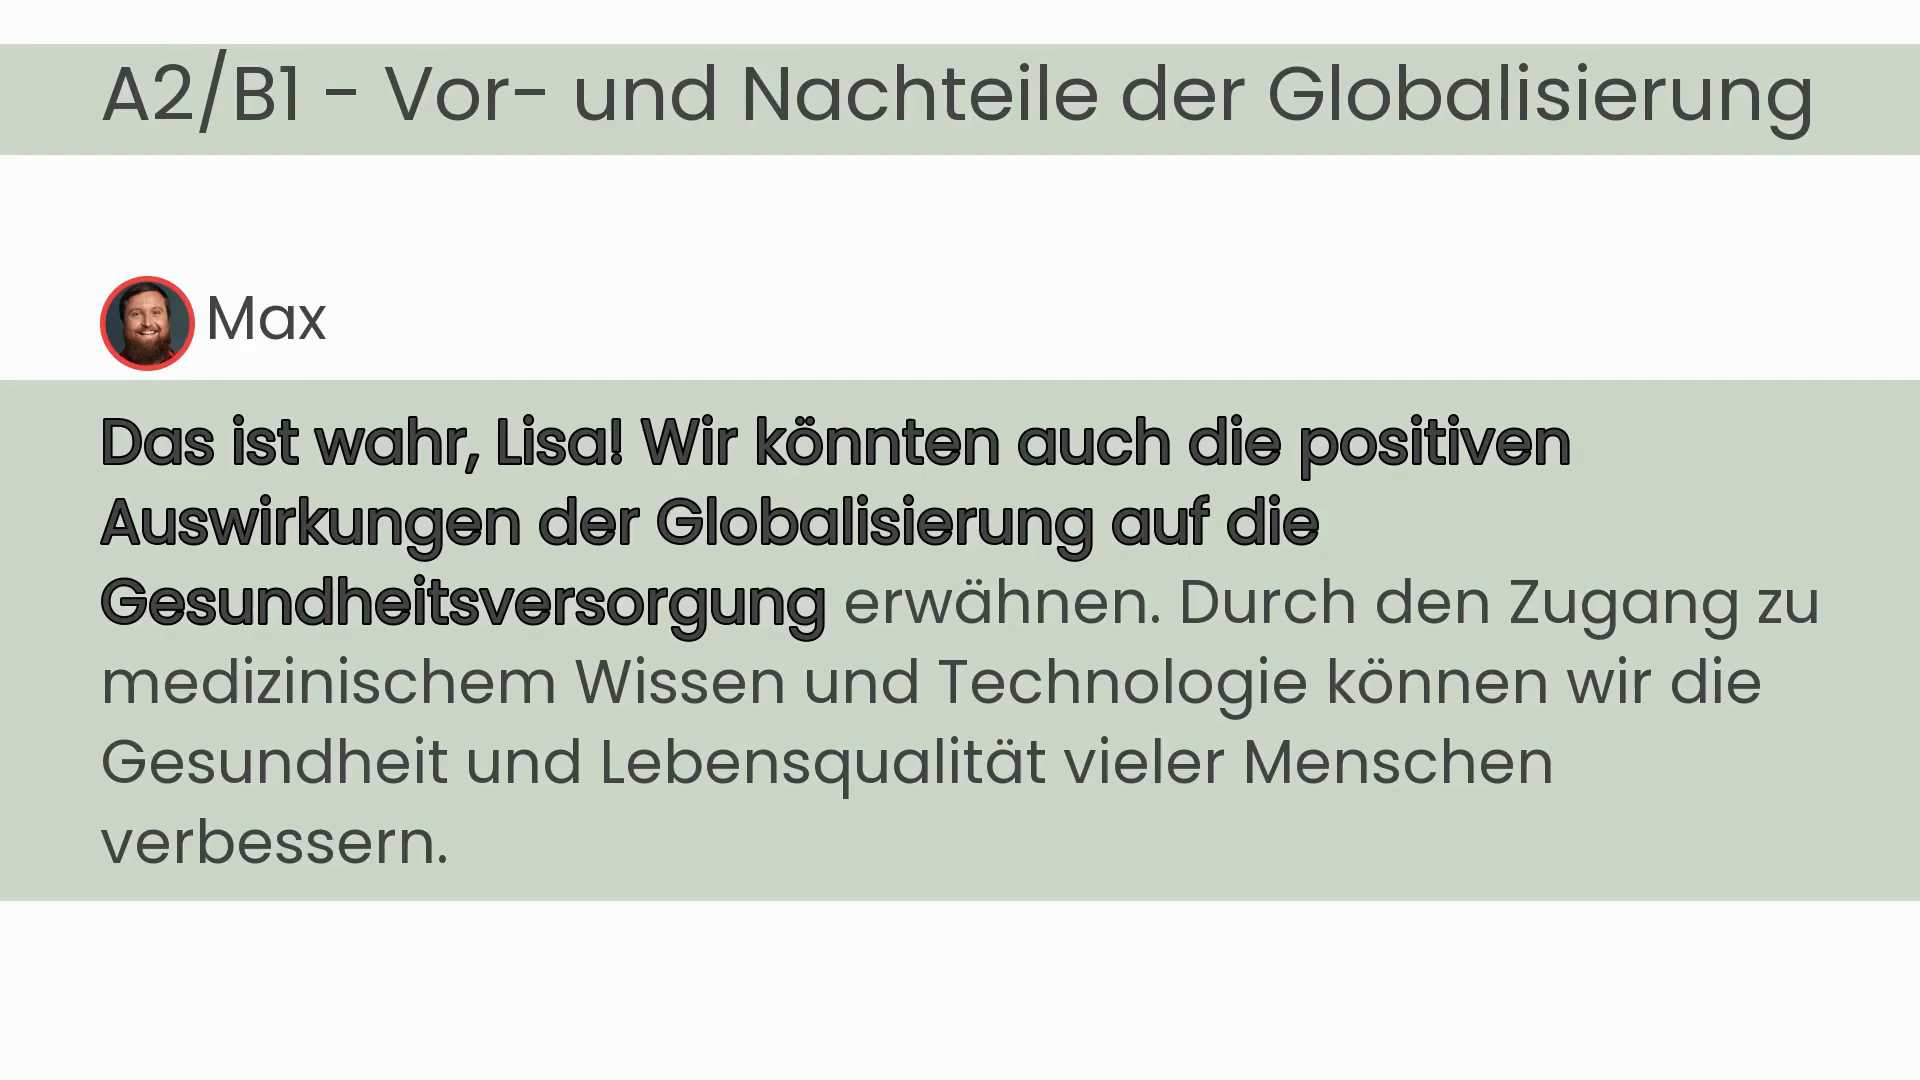 A2/B1 - Vor- und Nachteile der Globalisierung
Max
Das ist wahr, Lisa! Wir könnten auch die positiven
Auswirkungen der Globalisierung auf die
Gesundheitsversorgung erwähnen. Durch den Zugang zu
medizinischem Wissen und Technologie können wir die
Gesundheit und Lebensqualität vieler Menschen
verbessern.